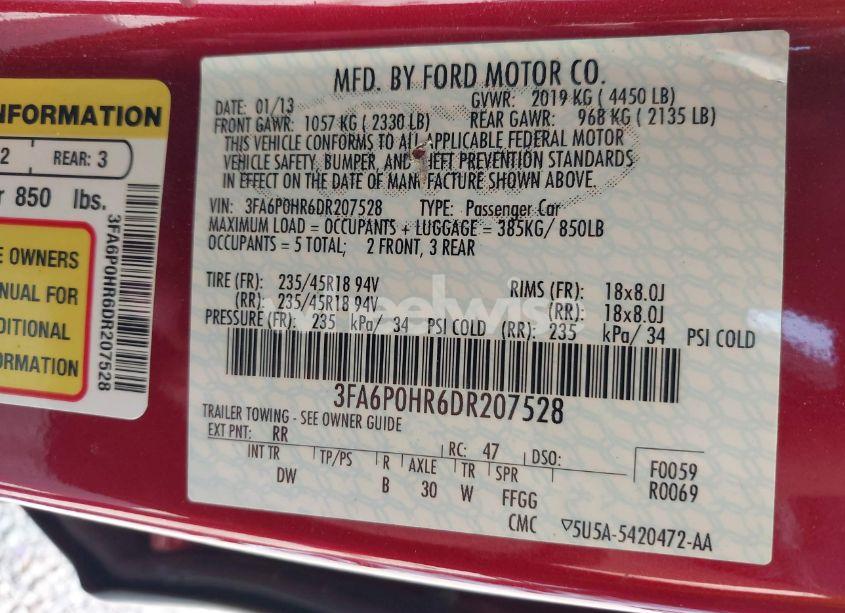 NFORMATION
2 REAR: 3
r 850 lbs.
E OWNERS
NUAL FOR
DITIONAL
FORMATION
3FA6P0HR6DR207528
MFD. BY FORD MOTOR CO.
DATE: 01/13 GVWR: 2019 KG ( 4450 LB)
FRONT GAWR: 1057 KG ( 2330 LB) REAR GAWR: 968 KG ( 2135 LB)
THIS VEHICLE CONFORMS TO ALL APPLICABLE FEDERAL MOTOR
VEHICLE SAFETY, BUMPER, AND THEFT PREVENTION STANDARDS
IN EFFECT ON THE DATE OF MANUFACTURE SHOWN ABOVE.
VIN: 3FA6P0HR6DR207528 TYPE: Passenger Car
MAXIMUM LOAD = OCCUPANTS + LUGGAGE = 385KG/ 850LB
OCCUPANTS = 5 TOTAL; 2 FRONT, 3 REAR
TIRE (FR): 235/45R18 94V RIMS (FR): 18x8.0J
(RR): 235/45R18 94V (RR): 18x8.0J
PRESSURE (FR): 235 kPa/ 34 PSI COLD (RR): 235 kPa/ 34 PSI COLD
3FA6P0HR6DR207528
TRAILER TOWING - SEE OWNER GUIDE
EXT PNT: RR RC: 47 DSO: F0059
INT TR TP/PS R AXLE TR SPR R0069
DW B 30 W FFGG
CMC ▽5U5A-5420472-AA